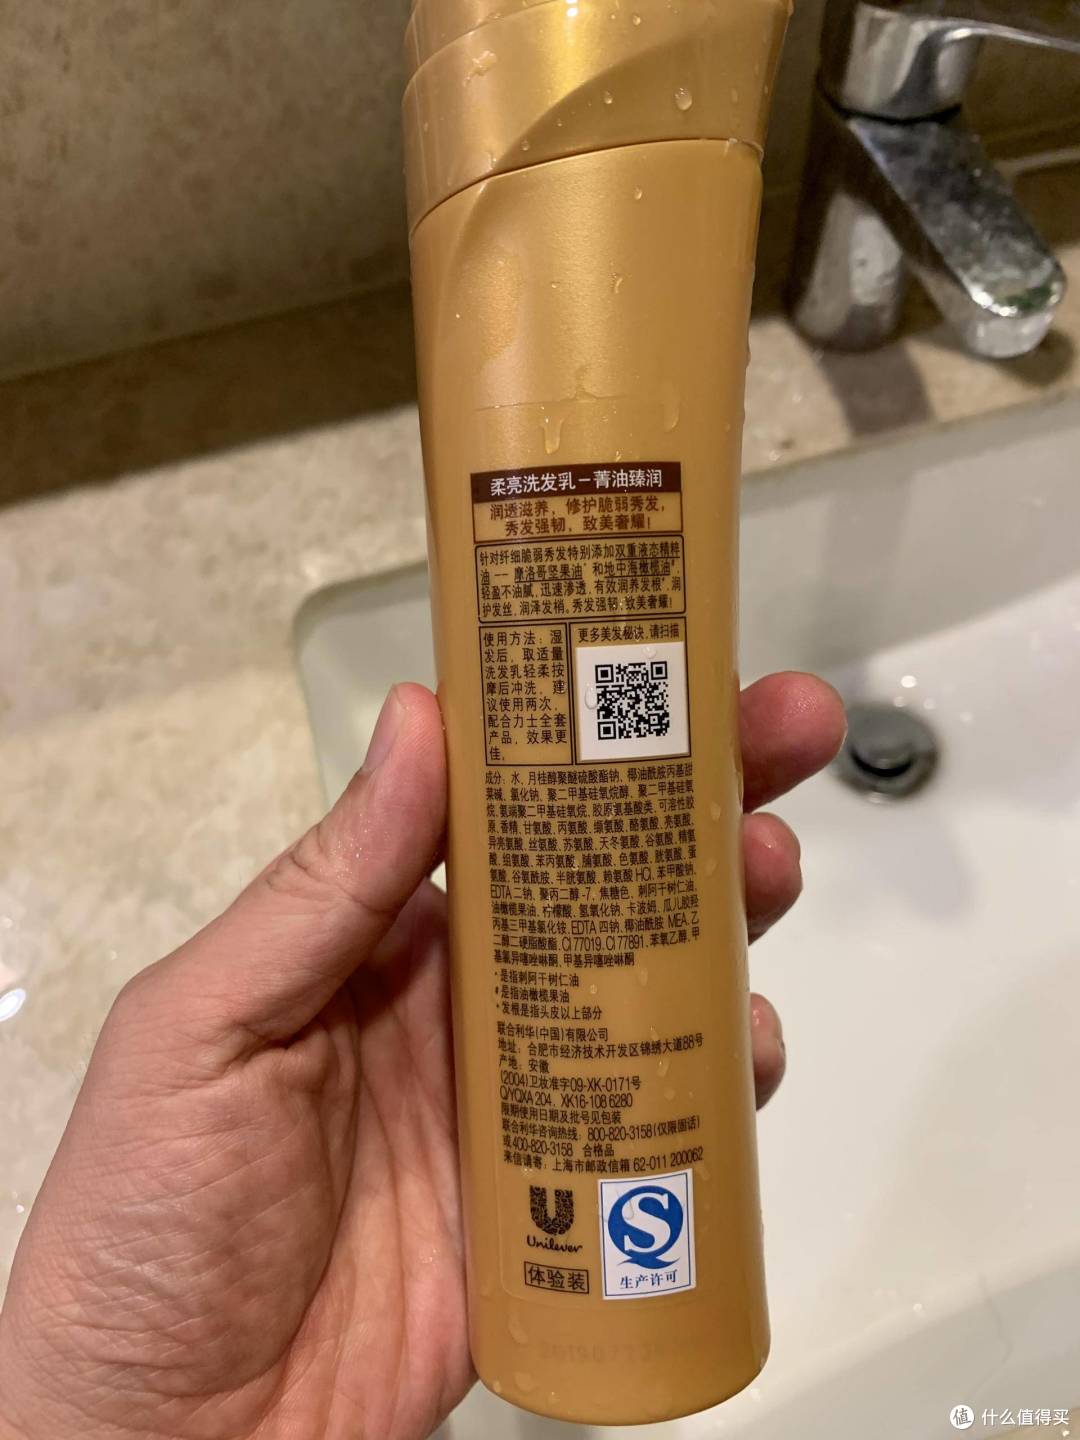 柔亮洗发乳－菁油臻润
润透滋养，修护脆弱秀发，
秀发强韧，致美奢耀！
针对纤细脆弱秀发特别添加双重液态精粹
油 —— 摩洛哥坚果油*和地中海橄榄油#，
轻盈不油腻，迅速渗透，有效润养发根*，润
护发丝，润泽发梢。秀发强韧，致美奢耀！
使用方法：湿
发后，取适量
洗发乳轻柔按
摩后冲洗，建
议使用两次，
配合力士全套
产品，效果更
佳。
更多美发秘诀，请扫描
成分：水，月桂醇聚醚硫酸酯钠，椰油酰胺丙基甜
菜碱，氯化钠，聚二甲基硅氧烷醇，聚二甲基硅氧
烷，氨端聚二甲基硅氧烷，胶原氨基酸类，可溶性胶
原，香精，甘氨酸，丙氨酸，缬氨酸，酪氨酸，亮氨酸，
异亮氨酸，丝氨酸，苏氨酸，天冬氨酸，谷氨酸，精氨
酸，组氨酸，苯丙氨酸，脯氨酸，色氨酸，胱氨酸，蛋
氨酸，谷氨酰胺，半胱氨酸，赖氨酸HCl，苯甲酸钠，
EDTA二钠，聚丙二醇-7，焦糖色，刺阿干树仁油，
油橄榄果油，柠檬酸，氢氧化钠，卡波姆，瓜儿胶羟
丙基三甲基氯化铵，EDTA四钠，椰油酰胺 MEA，乙
二醇二硬脂酸酯，CI 77019，CI 77891，苯氧乙醇，甲
基氯异噻唑啉酮，甲基异噻唑啉酮
*是指刺阿干树仁油
#是指油橄榄果油
*发根是指头皮以上部分
联合利华(中国)有限公司
地址：合肥市经济技术开发区锦绣大道88号
产地：安徽
(2004)卫妆准字09-XK-0171号
Q/YQXA 204，XK16-108 6280
限期使用日期及批号见包装
联合利华咨询热线：800-820-3158(仅限固话)
或400-820-3158 合格品
来信请寄：上海市邮政信箱 62-011 200062
Unilever
体验装
生产许可
值 什么值得买